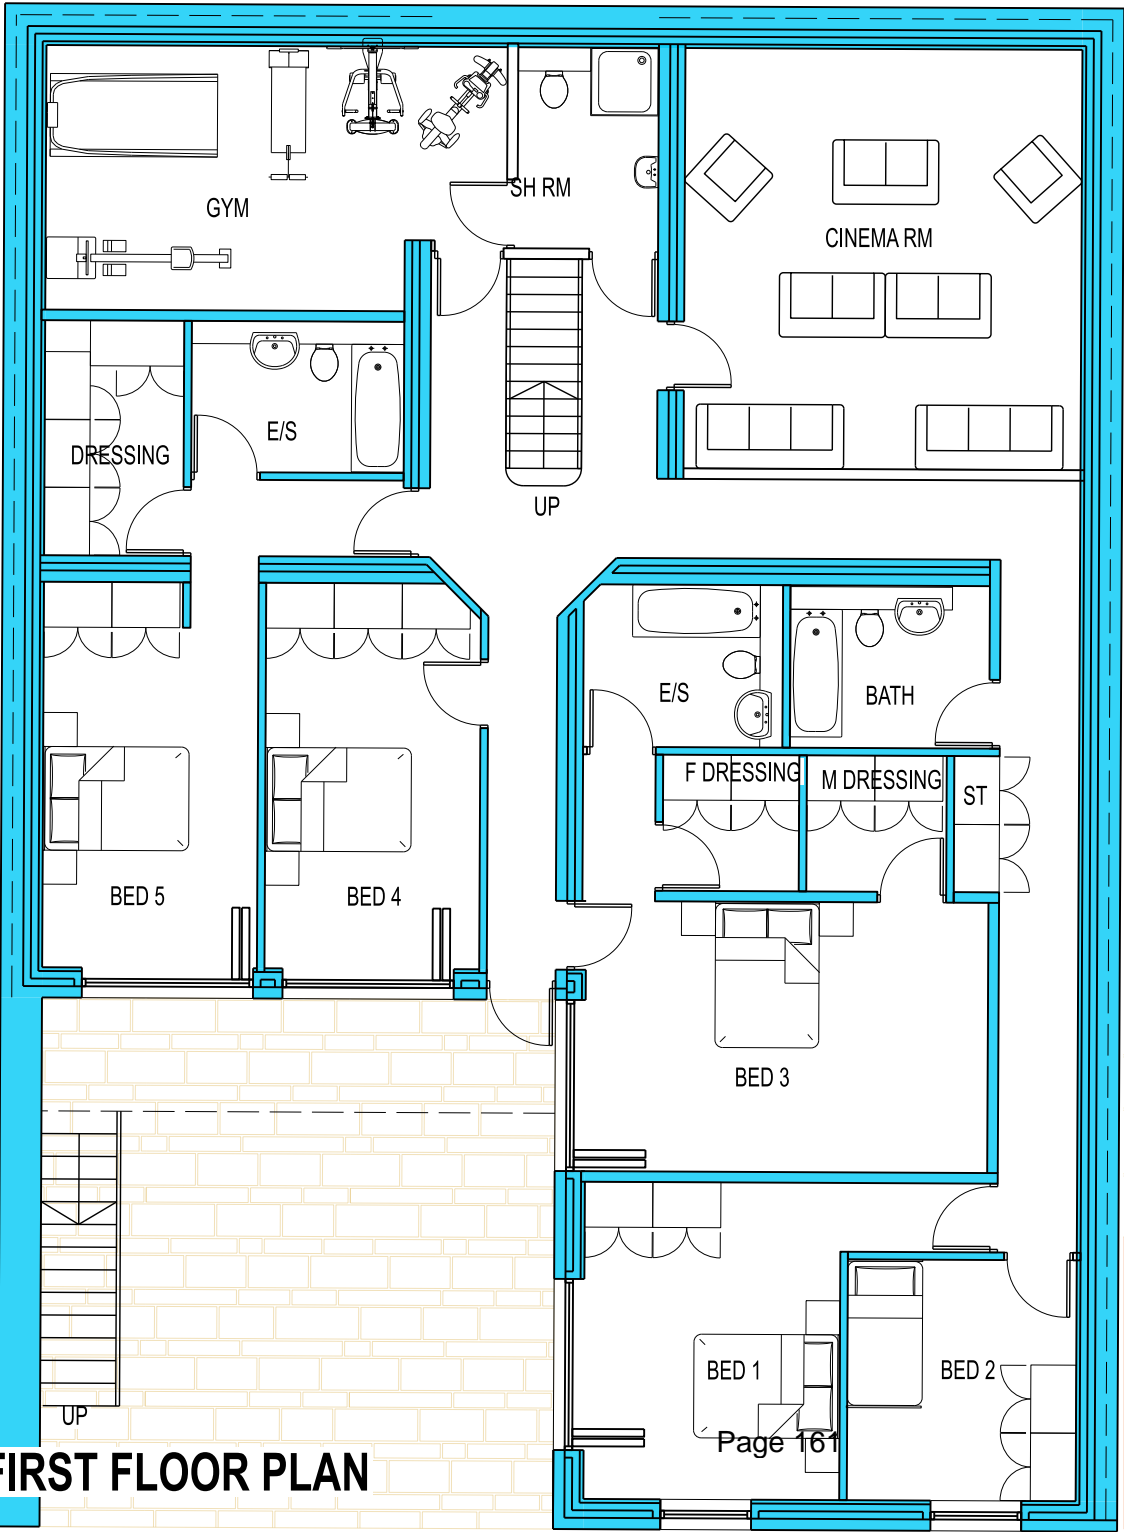 SH RM
GYM
CINEMA RM
E/S
DRESSING
UP
E/S
BATH
F DRESSING
M DRESSING
ST
BED 5
BED 4
BED 3
BED 1
BED 2
UP
Page 161
FIRST FLOOR PLAN